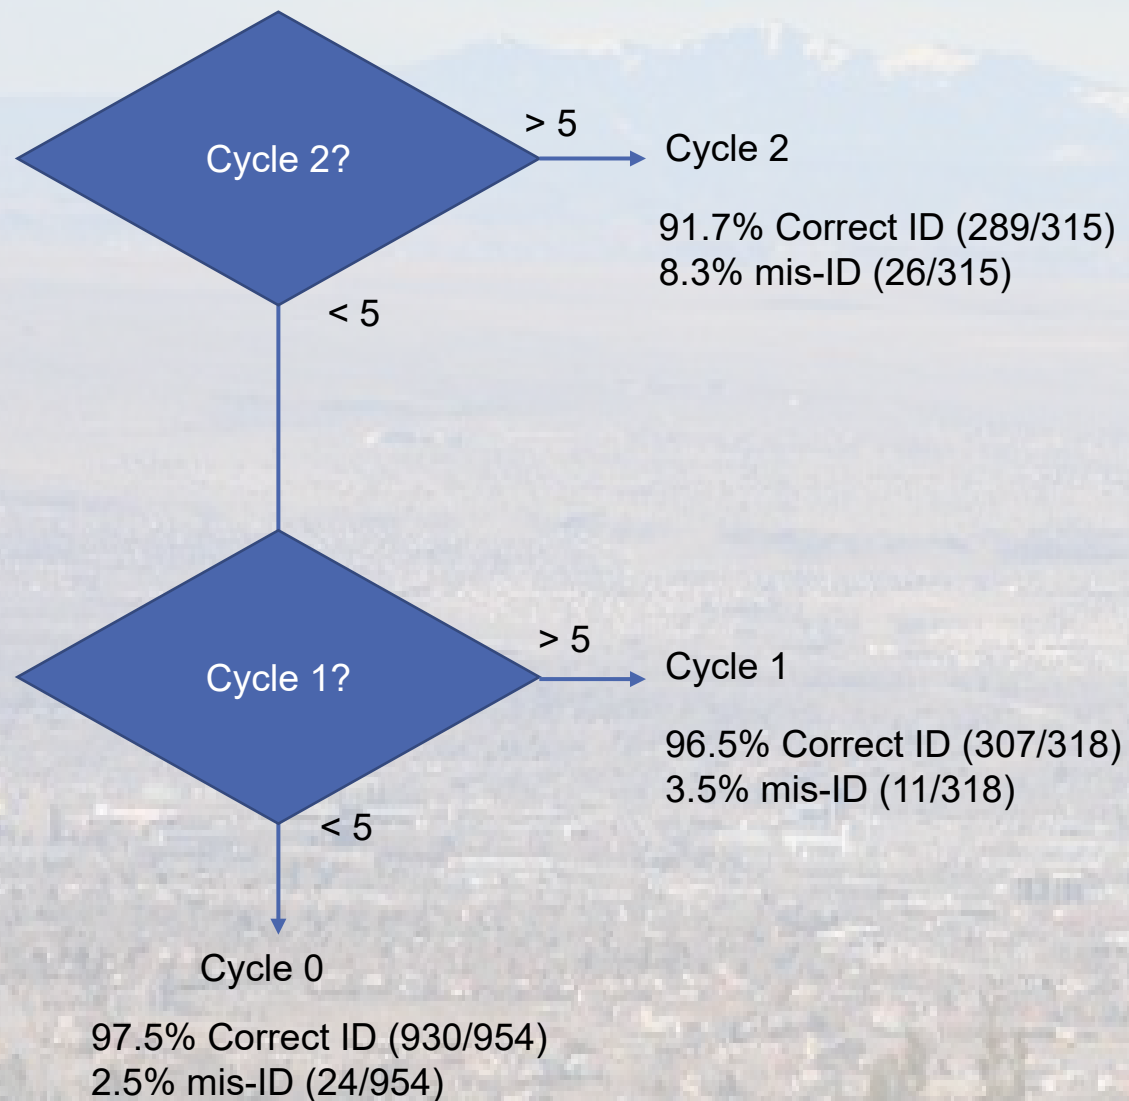 Cycle 2?
> 5
Cycle 2
91.7% Correct ID (289/315)
8.3% mis-ID (26/315)
< 5
Cycle 1?
> 5
Cycle 1
96.5% Correct ID (307/318)
3.5% mis-ID (11/318)
< 5
Cycle 0
97.5% Correct ID (930/954)
2.5% mis-ID (24/954)